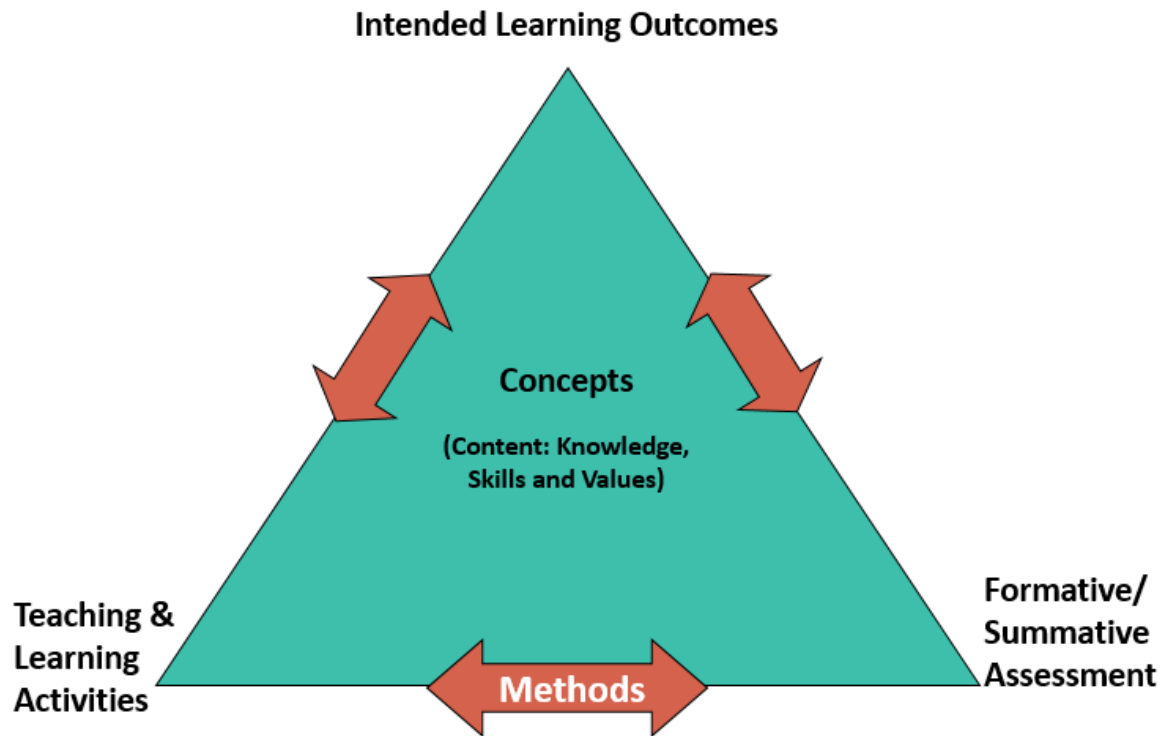 Intended Learning Outcomes
Concepts
(Content: Knowledge,
Skills and Values)
Teaching &
Learning
Activities
Methods
Formative/
Summative
Assessment